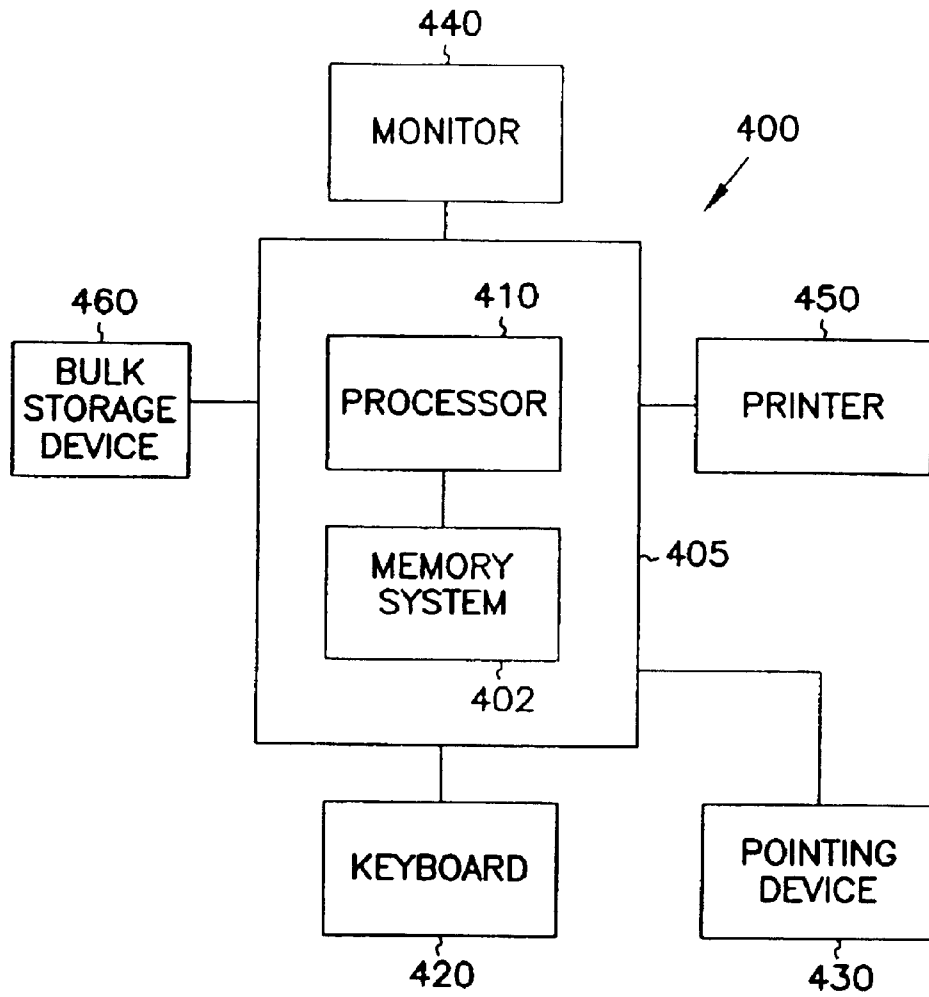 440
MONITOR
400
460
BULK
STORAGE
DEVICE
410
PROCESSOR
450
PRINTER
MEMORY
SYSTEM
402
405
KEYBOARD
420
POINTING
DEVICE
430